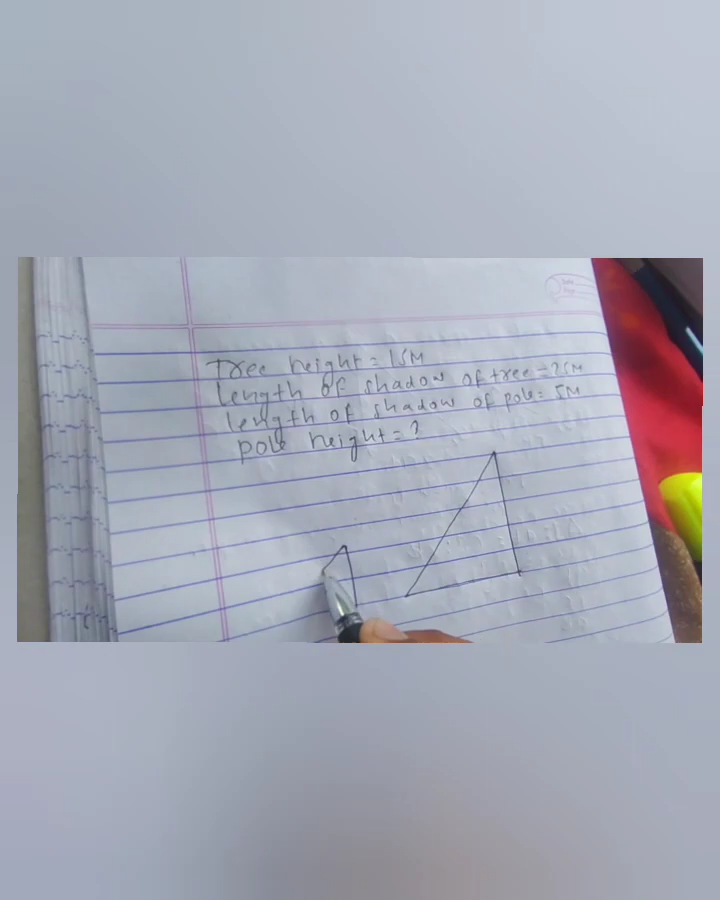 Tree height = 15M
length of shadow of tree = 25M
length of shadow of pole = 5M
pole height = ?